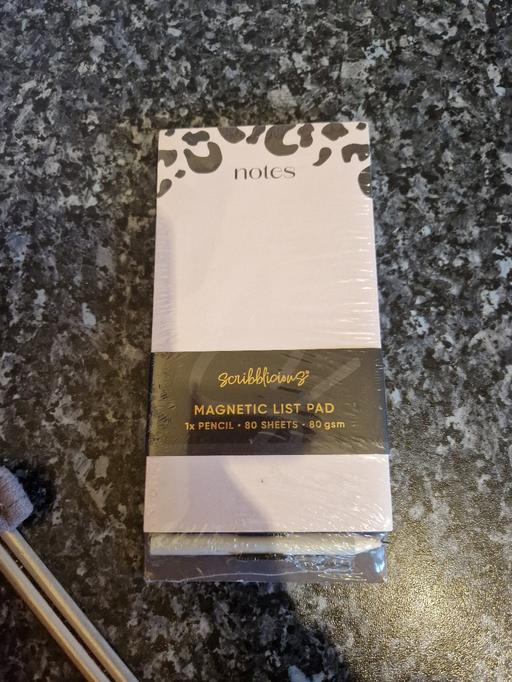 notes
Scribblicious®
MAGNETIC LIST PAD
1x PENCIL • 80 SHEETS • 80 gsm